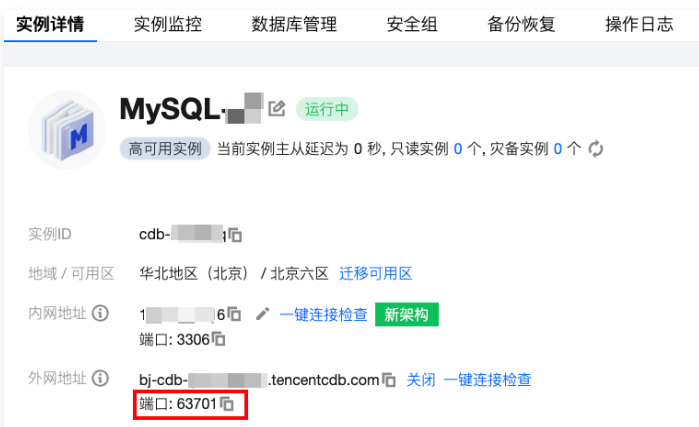 实例详情 实例监控 数据库管理 安全组 备份恢复 操作日志
MySQL- 运行中
高可用实例 当前实例主从延迟为 0 秒, 只读实例 0 个, 灾备实例 0 个
实例ID cdb-
地域 / 可用区 华北地区（北京） / 北京六区 迁移可用区
内网地址 1 6 一键连接检查 新架构
端口: 3306
外网地址 bj-cdb- .tencentcdb.com 关闭 一键连接检查
端口: 63701